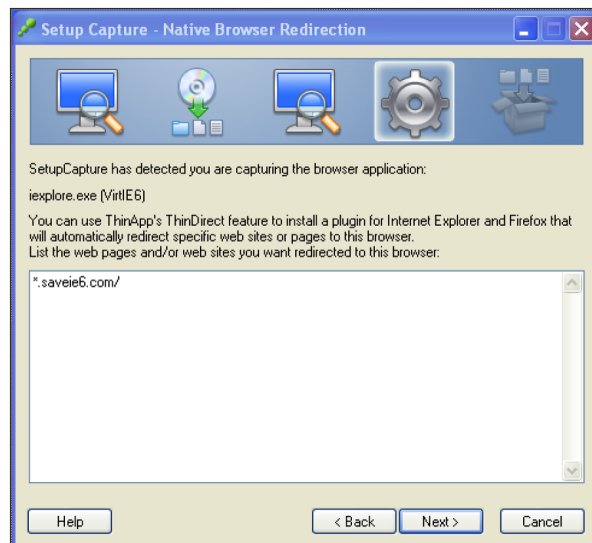 Setup Capture - Native Browser Redirection
SetupCapture has detected you are capturing the browser application:
iexplore.exe (VirtIE6)
You can use ThinApp's ThinDirect feature to install a plugin for Internet Explorer and Firefox that
will automatically redirect specific web sites or pages to this browser.
List the web pages and/or web sites you want redirected to this browser:
*.saveie6.com/
Help
< Back
Next >
Cancel